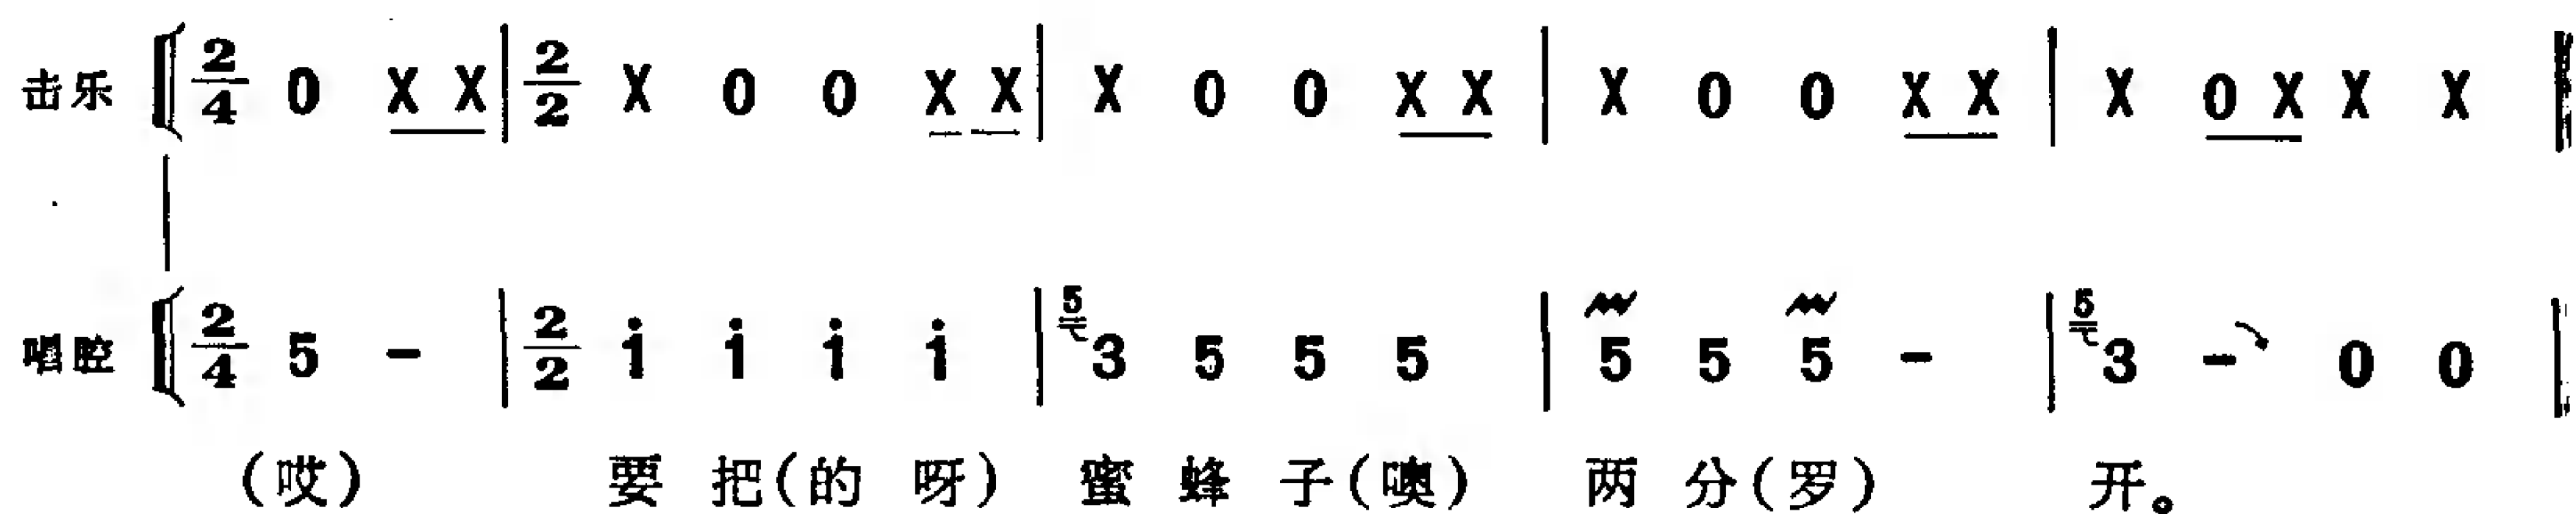 击乐 2/4 0 X X | 2/2 X 0 0 X X | X 0 0 X X | X 0 0 X X | X 0 X X X
唱腔 2/4 5 - | 2/2 i i i i | 5 3 5 5 5 | 5 5 5 - | 5 3 - 0 0
(哎) 要 把(的 呀) 蜜 蜂 子(噢) 两 分(罗) 开。